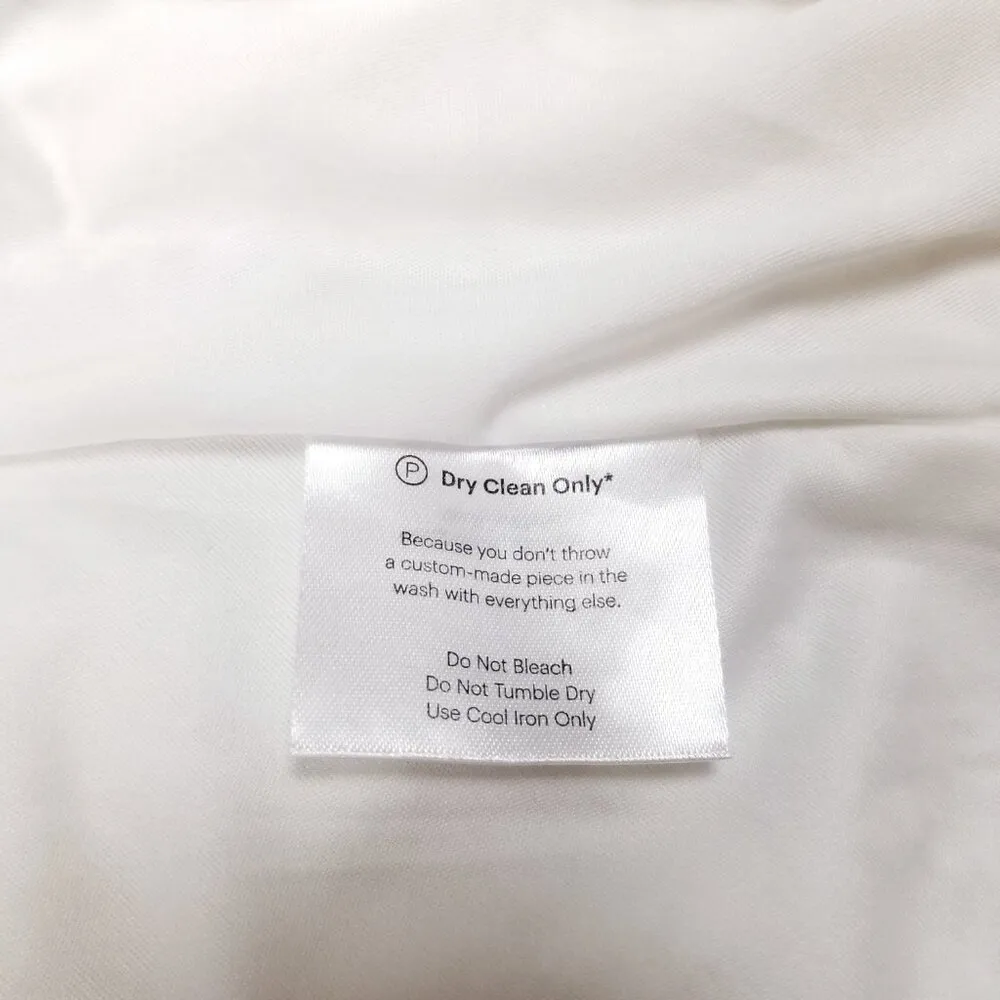 Ⓟ Dry Clean Only*
Because you don't throw
a custom-made piece in the
wash with everything else.
Do Not Bleach
Do Not Tumble Dry
Use Cool Iron Only